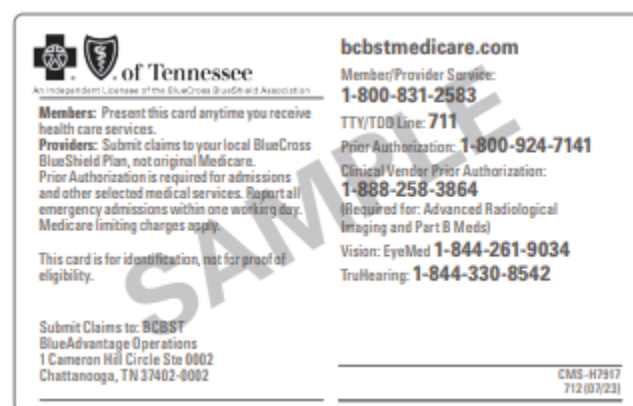 of Tennessee
An Independent Licensee of the BlueCross BlueShield Association
Members: Present this card anytime you receive
health care services.
Providers: Submit claims to your local BlueCross
BlueShield Plan, not original Medicare.
Prior Authorization is required for admissions
and other selected medical services. Report all
emergency admissions within one working day.
Medicare limiting charges apply.
This card is for identification, not for proof of
eligibility.
Submit Claims to: BCBST
BlueAdvantage Operations
1 Cameron Hill Circle Ste 0002
Chattanooga, TN 37402-0002
bcbstmedicare.com
Member/Provider Service:
1-800-831-2583
TTY/TDD Line: 711
Prior Authorization: 1-800-924-7141
Clinical Vendor Prior Authorization:
1-888-258-3864
(Required for: Advanced Radiological
Imaging and Part B Meds)
Vision: EyeMed 1-844-261-9034
TruHearing: 1-844-330-8542
CMS-H7917
712 (07/23)
SAMPLE